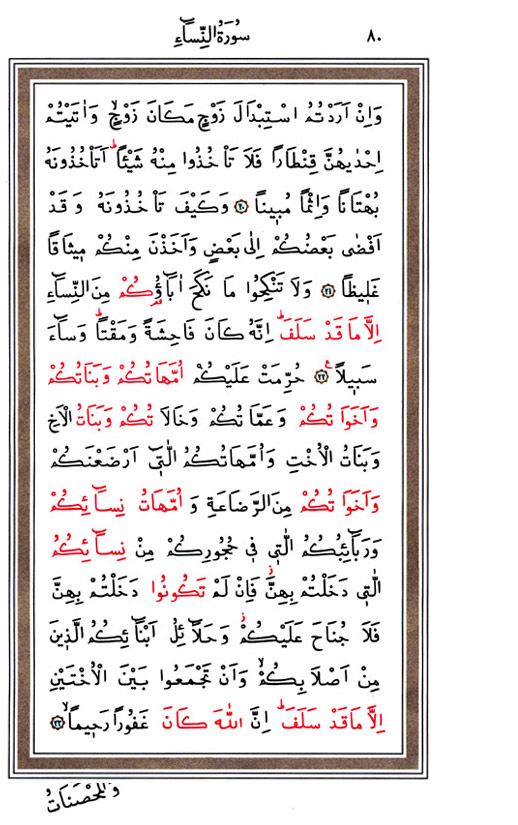 سُورَةُ النِّسَٓاءِ ٨٠
وَاِنْ اَرَدْتُمُ اسْتِبْدَالَ زَوْجٍ مَكَانَ زَوْجٍۙ وَاٰتَيْتُمْ
اِحْدٰيهُنَّ قِنْطَارًا فَلَا تَأْخُذُوا مِنْهُ شَيْـًٔاۜ اَتَأْخُذُونَهُ
بُهْتَانًا وَاِثْمًا مُب۪ينًا ﴿٢٠﴾ وَكَيْفَ تَأْخُذُونَهُ وَقَدْ
اَفْضٰى بَعْضُكُمْ اِلٰى بَعْضٍ وَاَخَذْنَ مِنْكُمْ م۪يثَاقًا
غَل۪يظًا ﴿٢١﴾ وَلَا تَنْكِحُوا مَا نَكَحَ اٰبَٓاؤُ۬كُمْ مِنَ النِّسَٓاءِ
اِلَّا مَا قَدْ سَلَفَۜ اِنَّهُ كَانَ فَاحِشَةً وَمَقْتًاۜ وَسَٓاءَ
سَب۪يلًا۟ ﴿٢٢﴾ حُرِّمَتْ عَلَيْكُمْ اُمَّهَاتُكُمْ وَبَنَاتُكُمْ
وَاَخَوَاتُكُمْ وَعَمَّاتُكُمْ وَخَالَاتُكُمْ وَبَنَاتُ الْاَخِ
وَبَنَاتُ الْاُخْتِ وَاُمَّهَاتُكُمُ الّٰت۪ٓي اَرْضَعْنَكُمْ
وَاَخَوَاتُكُمْ مِنَ الرَّضَاعَةِ وَاُمَّهَاتُ نِسَٓائِكُمْ
وَرَبَٓائِبُكُمُ الّٰت۪ي ف۪ي حُجُورِكُمْ مِنْ نِسَٓائِكُمُ
الّٰت۪ي دَخَلْتُمْ بِهِنَّۘ فَاِنْ لَمْ تَكُونُوا دَخَلْتُمْ بِهِنَّ
فَلَا جُنَاحَ عَلَيْكُمْۘ وَحَلَٓائِلُ اَبْنَٓائِكُمُ الَّذ۪ينَ
مِنْ اَصْلَابِكُمْۙ وَاَنْ تَجْمَعُوا بَيْنَ الْاُخْتَيْنِ
اِلَّا مَا قَدْ سَلَفَۜ اِنَّ اللّٰهَ كَانَ غَفُورًا رَح۪يمًاۙ ﴿٢٣﴾
وَالْمُحْصَنَاتُ